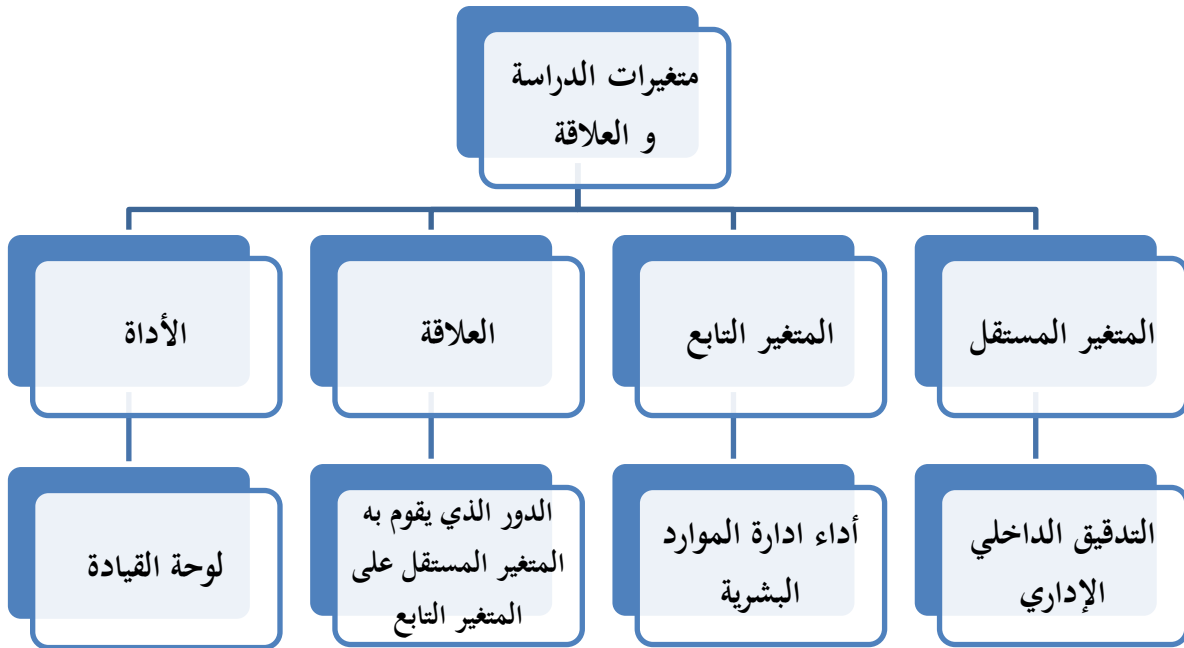 متغيرات الدراسة
و العلاقة
المتغير المستقل
المتغير التابع
العلاقة
الأداة
التدقيق الداخلي
الإداري
أداء ادارة الموارد
البشرية
الدور الذي يقوم به
المتغير المستقل على
المتغير التابع
لوحة القيادة